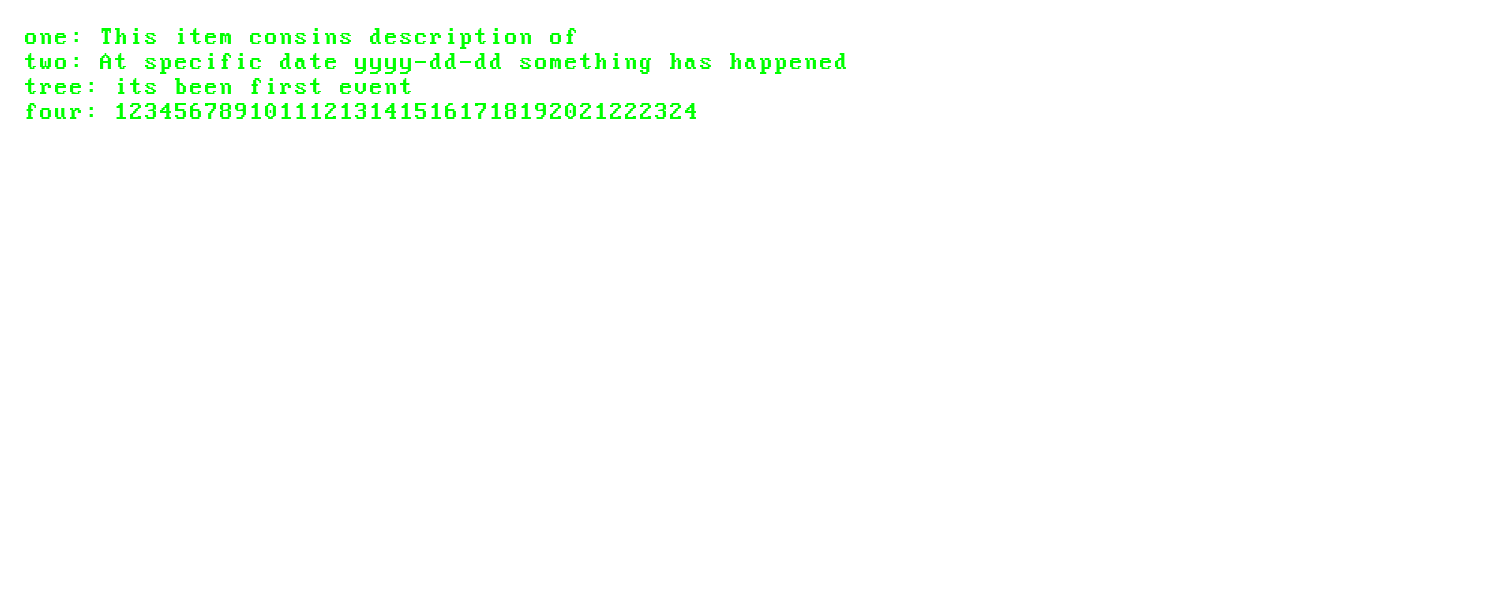 one: This item consins description of
two: At specific date yyyy-dd-dd something has happened
tree: its been first event
four: 123456789101112131415161718192021222324